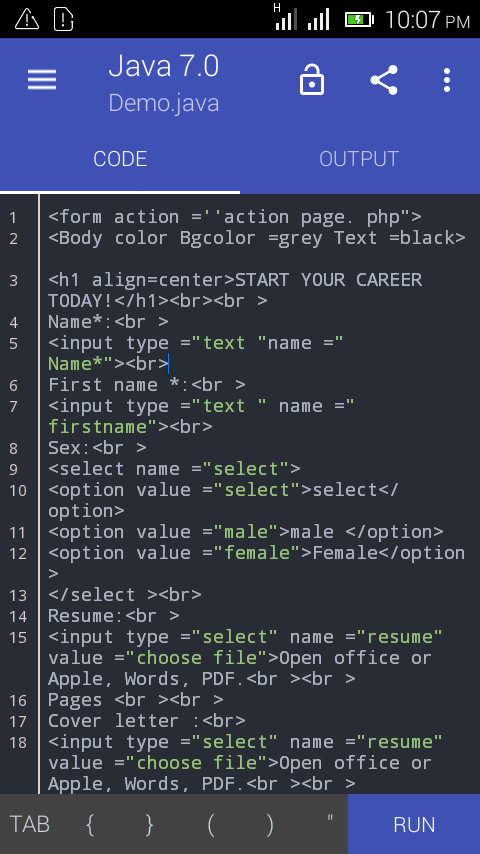 H
10:07 PM
Java 7.0
Demo.java
CODE
OUTPUT
1 <form action =''action page. php">
2 <Body color Bgcolor =grey Text =black>
3 <h1 align=center>START YOUR CAREER
TODAY!</h1><br><br >
4 Name*:<br >
5 <input type ="text "name ="
Name*"><br>
6 First name *:<br >
7 <input type ="text " name ="
firstname"><br>
8 Sex:<br >
9 <select name ="select">
10 <option value ="select">select</
option>
11 <option value ="male">male </option>
12 <option value ="female">Female</option
>
13 </select ><br>
14 Resume:<br >
15 <input type ="select" name ="resume"
value ="choose file">Open office or
Apple, Words, PDF.<br ><br >
16 Pages <br ><br >
17 Cover letter :<br>
18 <input type ="select" name ="resume"
value ="choose file">Open office or
Apple, Words, PDF.<br ><br >
TAB { } ( ) " RUN